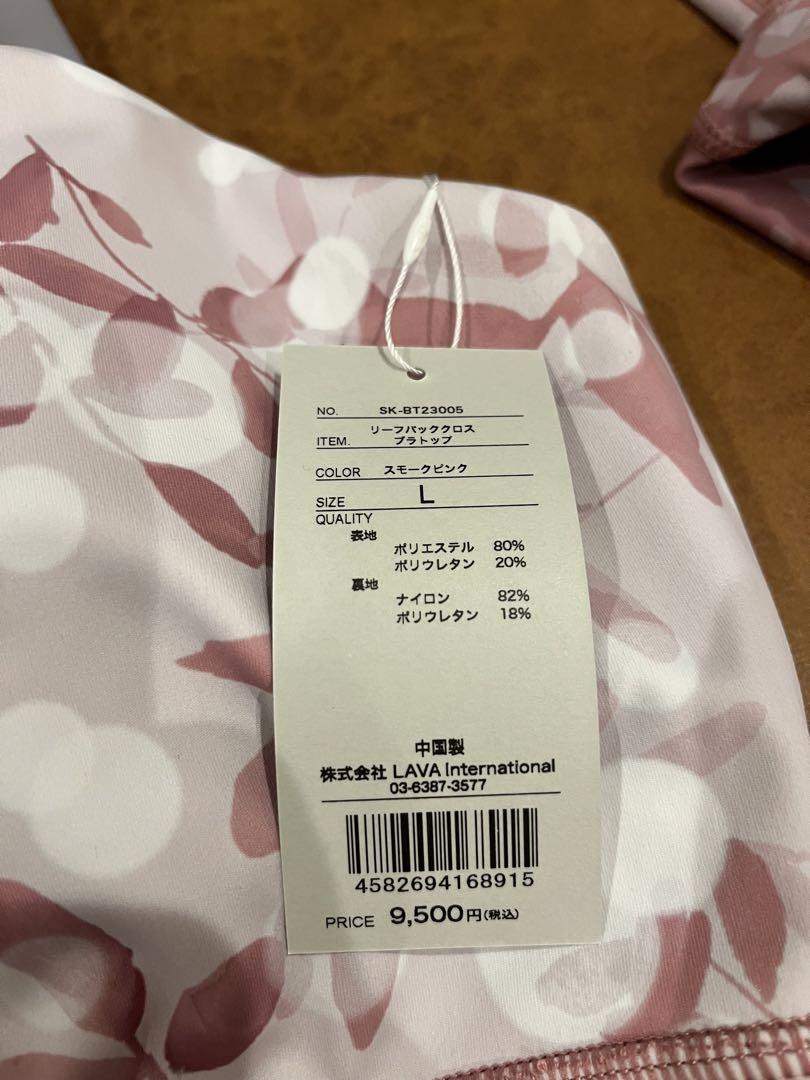 NO. SK-BT23005
リーフバッククロス
ITEM. ブラトップ
COLOR スモークピンク
SIZE L
QUALITY
表地
ポリエステル 80%
ポリウレタン 20%
裏地
ナイロン 82%
ポリウレタン 18%
中国製
株式会社 LAVA International
03-6387-3577
4582694168915
PRICE 9,500円(税込)